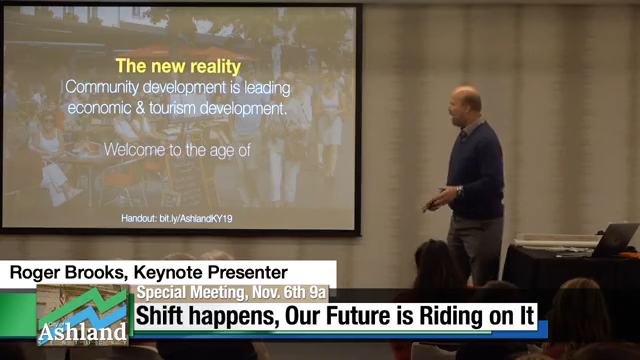 The new reality
Community development is leading
economic & tourism development.
Welcome to the age of
Handout: bit.ly/AshlandKY19
Roger Brooks, Keynote Presenter
Special Meeting, Nov. 6th 9a
Shift happens, Our Future is Riding on It
Ashland